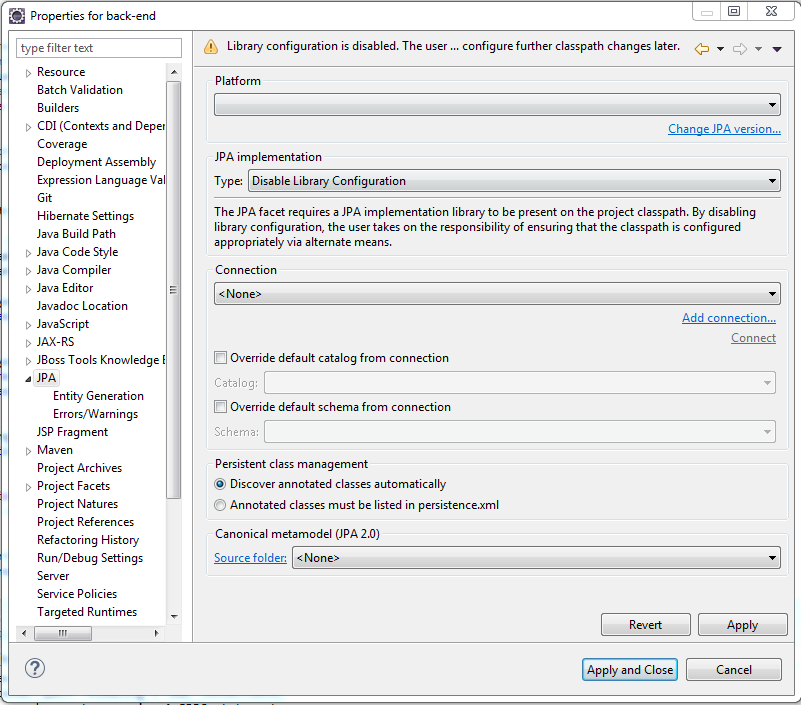 Properties for back-end
type filter text
Resource
Batch Validation
Builders
CDI (Contexts and Deper
Coverage
Deployment Assembly
Expression Language Val
Git
Hibernate Settings
Java Build Path
Java Code Style
Java Compiler
Java Editor
Javadoc Location
JavaScript
JAX-RS
JBoss Tools Knowledge E
JPA
Entity Generation
Errors/Warnings
JSP Fragment
Maven
Project Archives
Project Facets
Project Natures
Project References
Refactoring History
Run/Debug Settings
Server
Service Policies
Targeted Runtimes
Library configuration is disabled. The user ... configure further classpath changes later.
Platform
Change JPA version...
JPA implementation
Type: Disable Library Configuration
The JPA facet requires a JPA implementation library to be present on the project classpath. By disabling
library configuration, the user takes on the responsibility of ensuring that the classpath is configured
appropriately via alternate means.
Connection
<None>
Add connection...
Connect
Override default catalog from connection
Catalog:
Override default schema from connection
Schema:
Persistent class management
Discover annotated classes automatically
Annotated classes must be listed in persistence.xml
Canonical metamodel (JPA 2.0)
Source folder: <None>
Revert Apply
Apply and Close Cancel